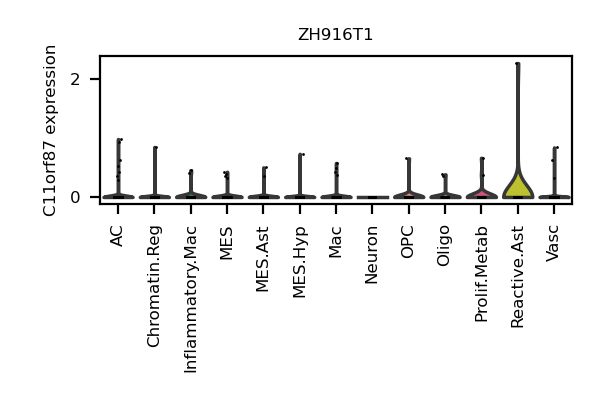 ZH916T1
C11orf87 expression
2
0
AC
Chromatin.Reg
Inflammatory.Mac
MES
MES.Ast
MES.Hyp
Mac
Neuron
OPC
Oligo
Prolif.Metab
Reactive.Ast
Vasc